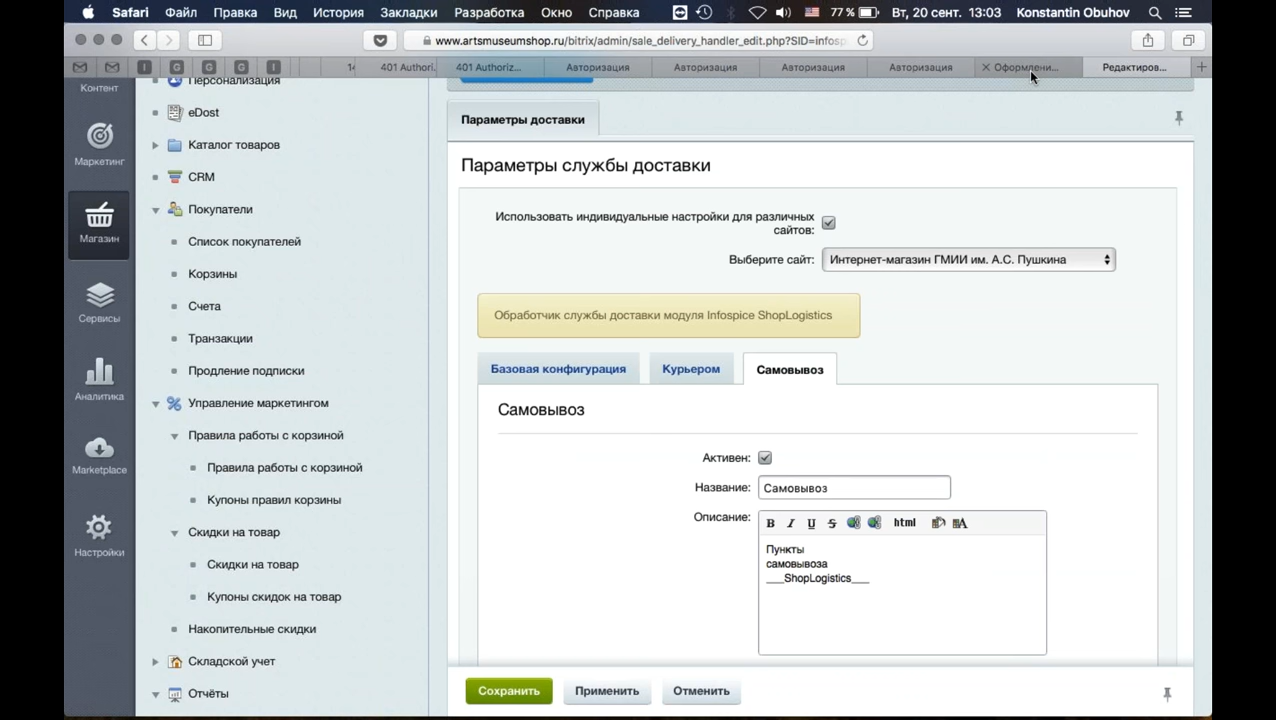 Safari Файл Правка Вид История Закладки Разработка Окно Справка 77 % Вт, 20 сент. 13:03 Konstantin Obuhov
www.artsmuseumshop.ru/bitrix/admin/sale_delivery_handler_edit.php?SID=infosp
401 Authori. 401 Authoriz... Авторизация Авторизация Авторизация Авторизация Оформлени... Редактиров...
Контент
Маркетинг
Магазин
Сервисы
Аналитика
Marketplace
Настройки
Персонализация
eDost
Каталог товаров
CRM
Покупатели
Список покупателей
Корзины
Счета
Транзакции
Продление подписки
Управление маркетингом
Правила работы с корзиной
Правила работы с корзиной
Купоны правил корзины
Скидки на товар
Скидки на товар
Купоны скидок на товар
Накопительные скидки
Складской учет
Отчёты
Параметры доставки
Параметры службы доставки
Использовать индивидуальные настройки для различных
сайтов:
Выберите сайт: Интернет-магазин ГМИИ им. А.С. Пушкина
Обработчик службы доставки модуля Infospice ShopLogistics
Базовая конфигурация Курьером Самовывоз
Самовывоз
Активен:
Название: Самовывоз
Описание: B I U S html
Пункты
самовывоза
___ShopLogistics___
Сохранить Применить Отменить